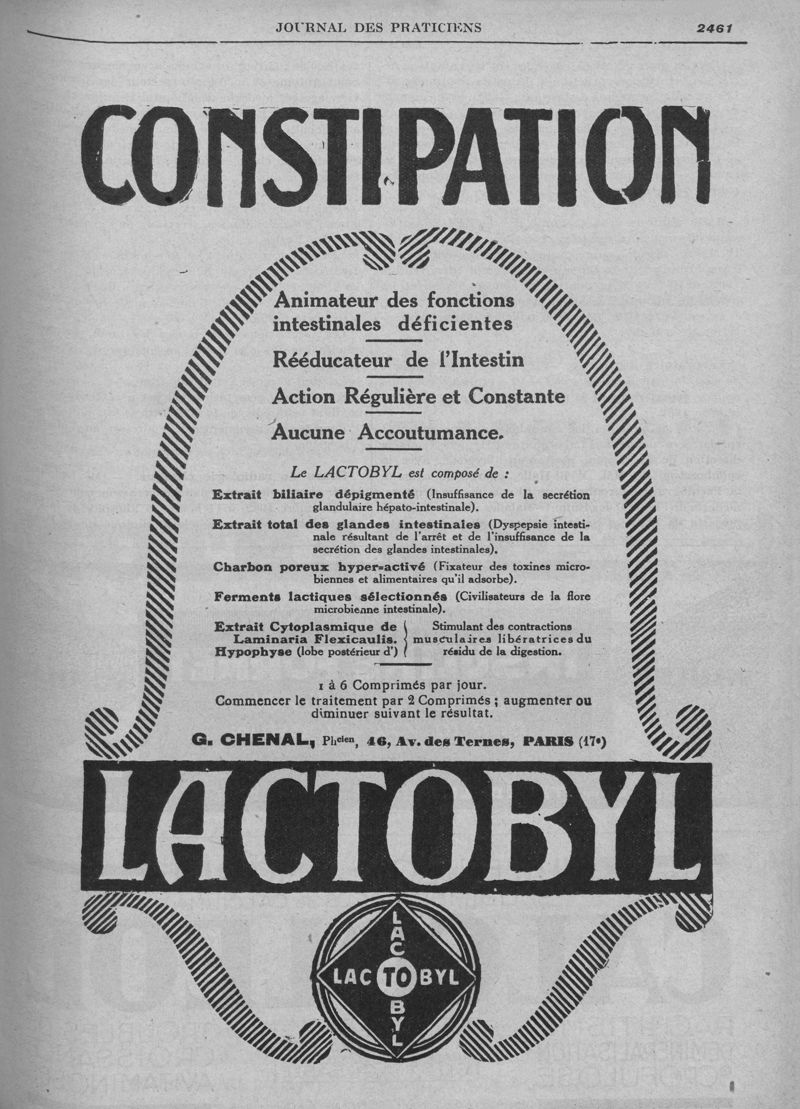 JOURNAL DES PRATICIENS 2461
CONSTIPATION
Animateur des fonctions
intestinales déficientes
Rééducateur de l'Intestin
Action Régulière et Constante
Aucune Accoutumance.
Le LACTOBYL est composé de :
Extrait biliaire dépigmenté (Insuffisance de la secrétion
glandulaire hépato-intestinale).
Extrait total des glandes intestinales (Dyspepsie intesti-
nale résultant de l'arrêt et de l'insuffisance de la
secrétion des glandes intestinales).
Charbon poreux hyper-activé (Fixateur des toxines micro-
biennes et alimentaires qu'il adsorbe).
Ferments lactiques sélectionnés (Civilisateurs de la flore
microbienne intestinale).
Extrait Cytoplasmique de Stimulant des contractions
Laminaria Flexicaulis. musculaires libératrices du
Hypophyse (lobe postérieur d') résidu de la digestion.
1 à 6 Comprimés par jour.
Commencer le traitement par 2 Comprimés ; augmenter ou
diminuer suivant le résultat.
G. CHENAL, Phcien, 46, Av. des Ternes, PARIS (17e)
LACTOBYL
LACTOBYL
LACTOBYL